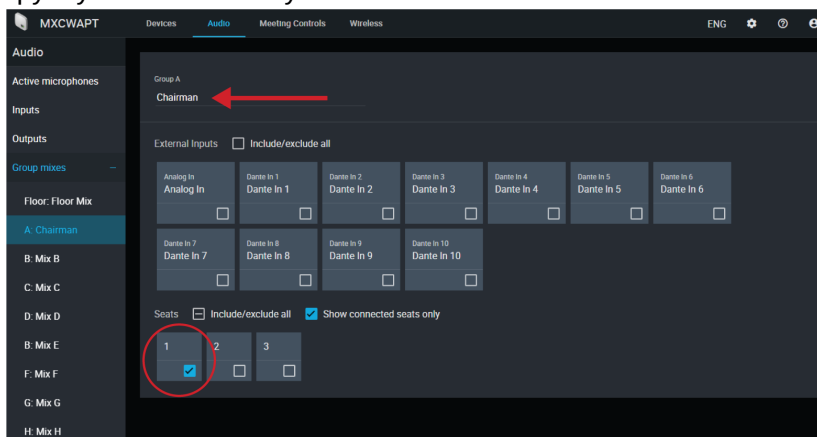 MXCWAPT
Devices Audio Meeting Controls Wireless
ENG
Audio
Active microphones
Inputs
Outputs
Group mixes
Floor: Floor Mix
A: Chairman
B: Mix B
C: Mix C
D: Mix D
B: Mix E
F: Mix F
G: Mix G
H: Mix H
Group A
Chairman
External Inputs Include/exclude all
Analog In Dante In 1 Dante In 2 Dante In 3 Dante In 4 Dante In 5 Dante In 6
Analog In Dante In 1 Dante In 2 Dante In 3 Dante In 4 Dante In 5 Dante In 6
Dante In 7 Dante In 8 Dante In 9 Dante In 10
Dante In 7 Dante In 8 Dante In 9 Dante In 10
Seats Include/exclude all Show connected seats only
1 2 3